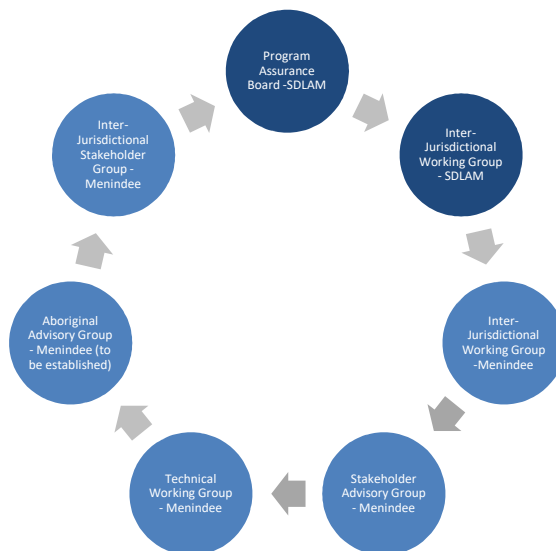 Program
Assurance
Board -SDLAM
Inter-
Jurisdictional
Working Group
- SDLAM
Inter-
Jurisdictional
Working Group
-Menindee
Stakeholder
Advisory Group
- Menindee
Technical
Working Group
- Menindee
Aboriginal
Advisory Group
- Menindee (to
be established)
Inter-
Jurisdictional
Stakeholder
Group -
Menindee